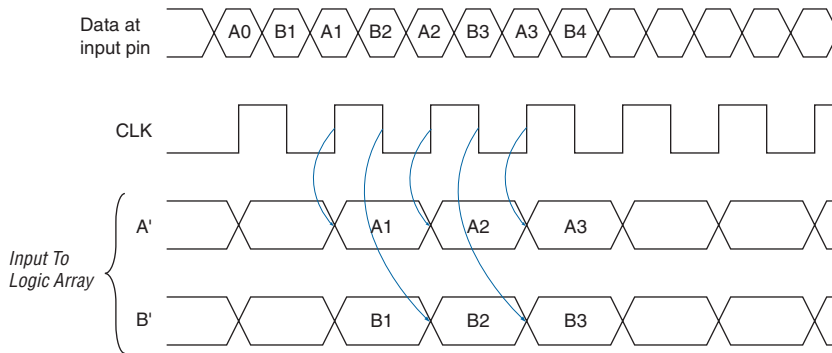 Data at
input pin
A0 B1 A1 B2 A2 B3 A3 B4
CLK
A'
A1 A2 A3
Input To
Logic Array
B'
B1 B2 B3